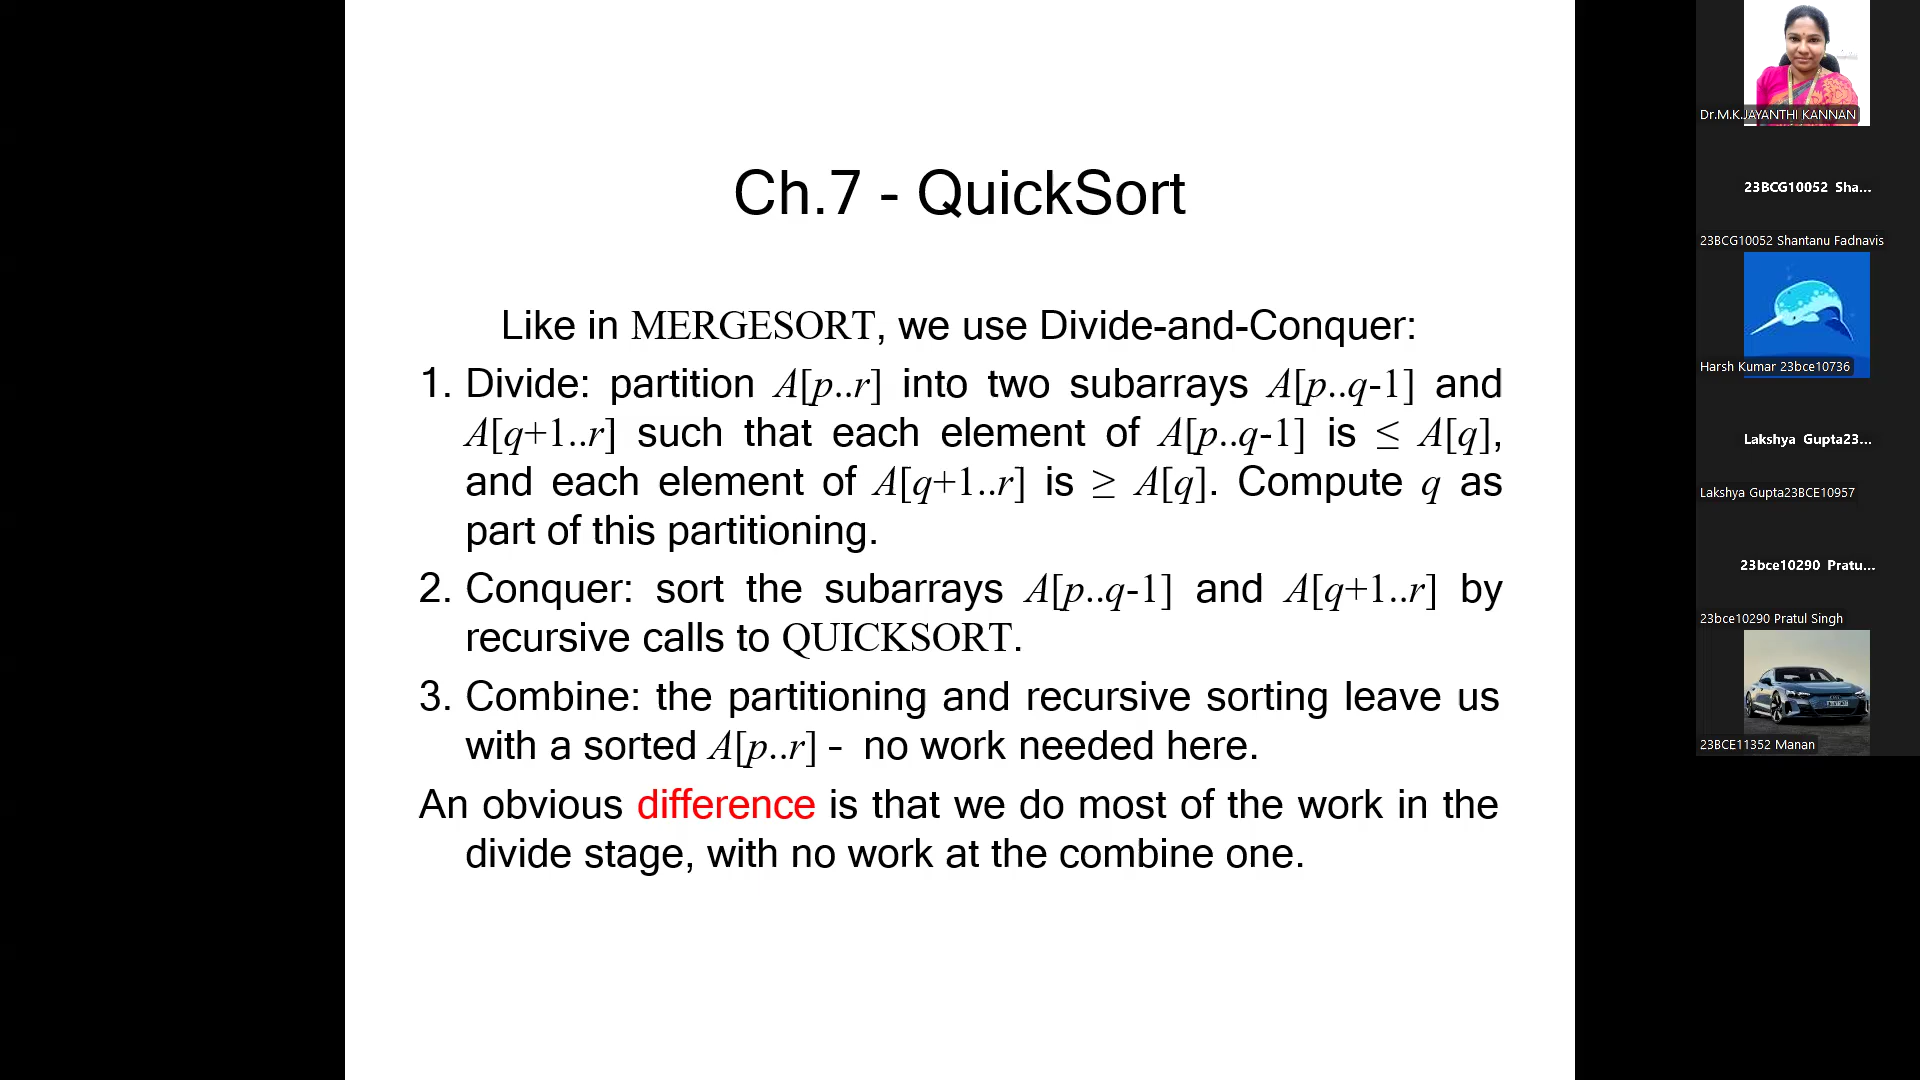 Ch.7 - QuickSort
Like in MERGESORT, we use Divide-and-Conquer:
1. Divide: partition A[p..r] into two subarrays A[p..q-1] and
A[q+1..r] such that each element of A[p..q-1] is ≤ A[q],
and each element of A[q+1..r] is ≥ A[q]. Compute q as
part of this partitioning.
2. Conquer: sort the subarrays A[p..q-1] and A[q+1..r] by
recursive calls to QUICKSORT.
3. Combine: the partitioning and recursive sorting leave us
with a sorted A[p..r] - no work needed here.
An obvious difference is that we do most of the work in the
divide stage, with no work at the combine one.
Dr.M.K.JAYANTHI KANNAN
23BCG10052 Sha...
23BCG10052 Shantanu Fadnavis
Harsh Kumar 23bce10736
Lakshya Gupta23...
Lakshya Gupta23BCE10957
23bce10290 Pratu...
23bce10290 Pratul Singh
23BCE11352 Manan